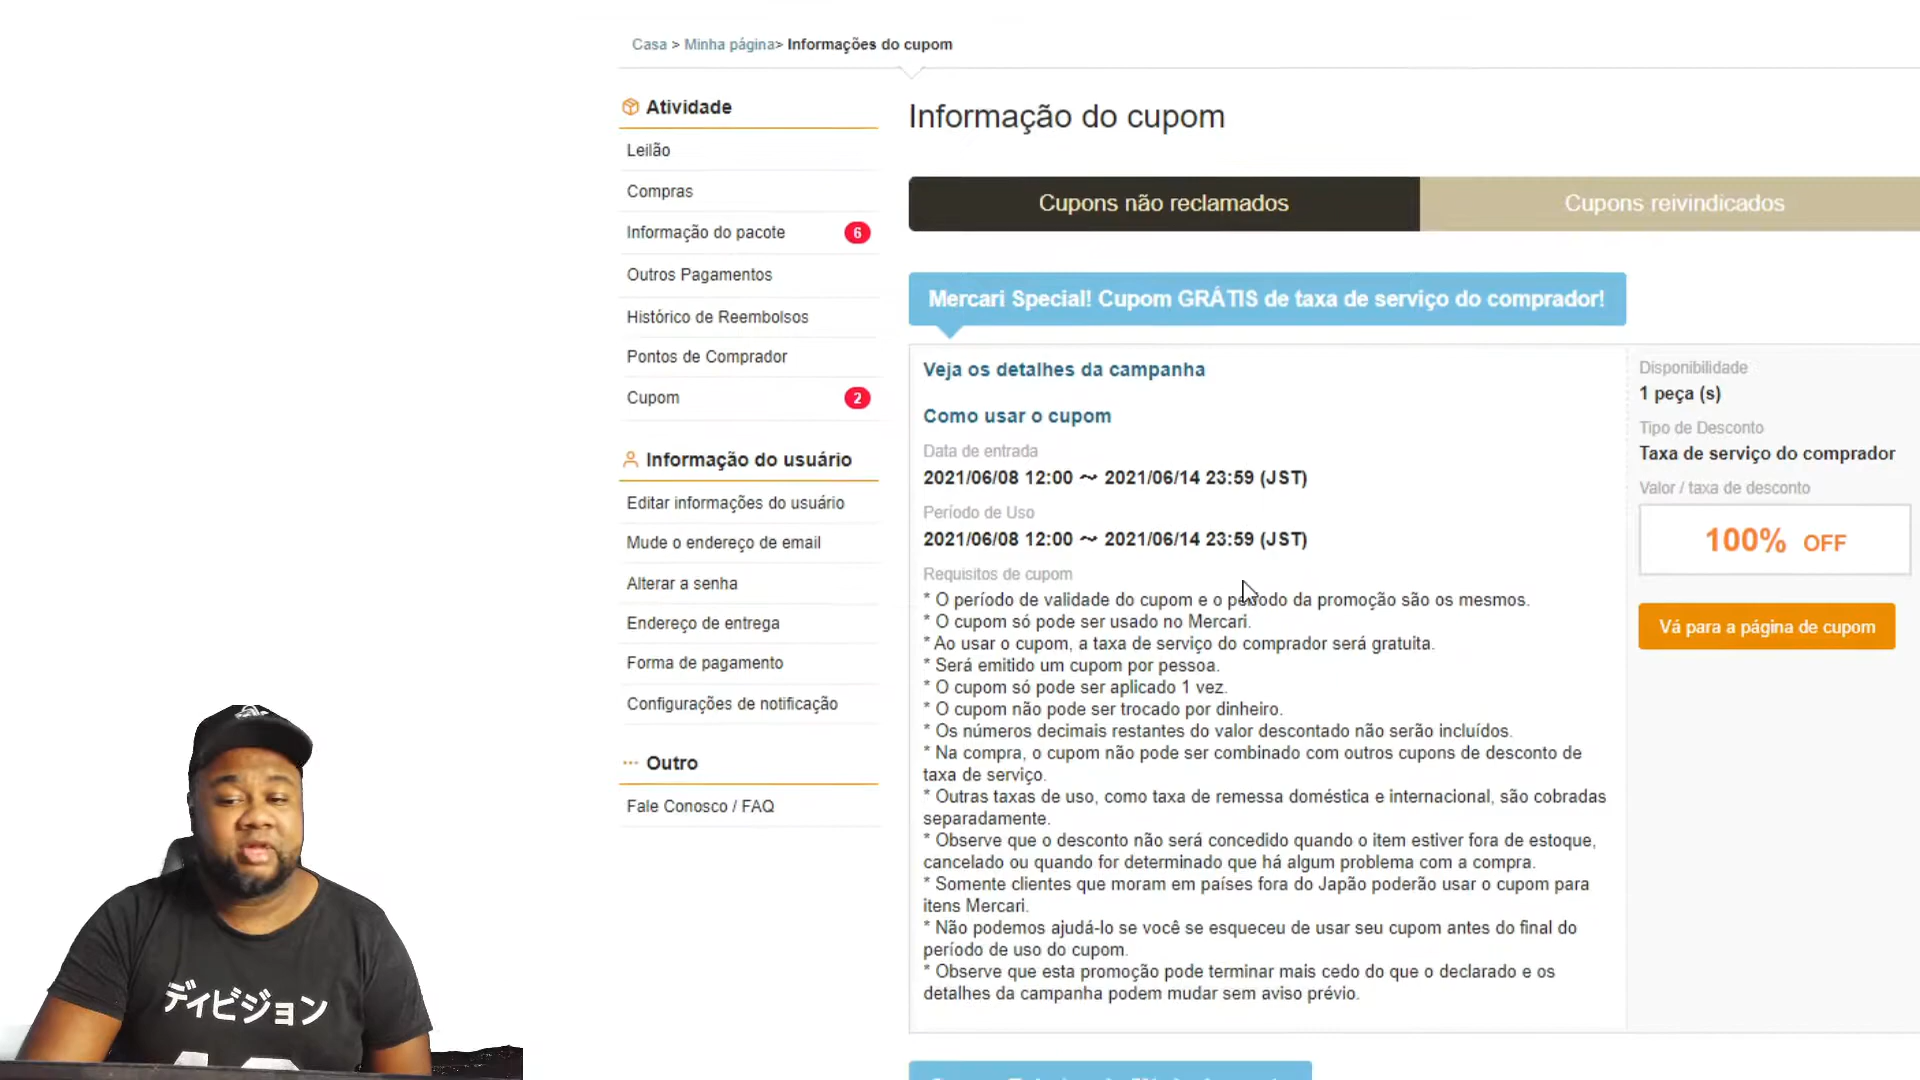 Casa > Minha página> Informações do cupom
Atividade
Leilão
Compras
Informação do pacote 6
Outros Pagamentos
Histórico de Reembolsos
Pontos de Comprador
Cupom 2
Informação do usuário
Editar informações do usuário
Mude o endereço de email
Alterar a senha
Endereço de entrega
Forma de pagamento
Configurações de notificação
Outro
Fale Conosco / FAQ
Informação do cupom
Cupons não reclamados
Cupons reivindicados
Mercari Special! Cupom GRÁTIS de taxa de serviço do comprador!
Veja os detalhes da campanha
Como usar o cupom
Data de entrada
2021/06/08 12:00 ～ 2021/06/14 23:59 (JST)
Período de Uso
2021/06/08 12:00 ～ 2021/06/14 23:59 (JST)
Requisitos de cupom
* O período de validade do cupom e o período da promoção são os mesmos.
* O cupom só pode ser usado no Mercari.
* Ao usar o cupom, a taxa de serviço do comprador será gratuita.
* Será emitido um cupom por pessoa.
* O cupom só pode ser aplicado 1 vez.
* O cupom não pode ser trocado por dinheiro.
* Os números decimais restantes do valor descontado não serão incluídos.
* Na compra, o cupom não pode ser combinado com outros cupons de desconto de
taxa de serviço.
* Outras taxas de uso, como taxa de remessa doméstica e internacional, são cobradas
separadamente.
* Observe que o desconto não será concedido quando o item estiver fora de estoque,
cancelado ou quando for determinado que há algum problema com a compra.
* Somente clientes que moram em países fora do Japão poderão usar o cupom para
itens Mercari.
* Não podemos ajudá-lo se você se esqueceu de usar seu cupom antes do final do
período de uso do cupom.
* Observe que esta promoção pode terminar mais cedo do que o declarado e os
detalhes da campanha podem mudar sem aviso prévio.
Disponibilidade
1 peça (s)
Tipo de Desconto
Taxa de serviço do comprador
Valor / taxa de desconto
100% OFF
Vá para a página de cupom
ディビジョン